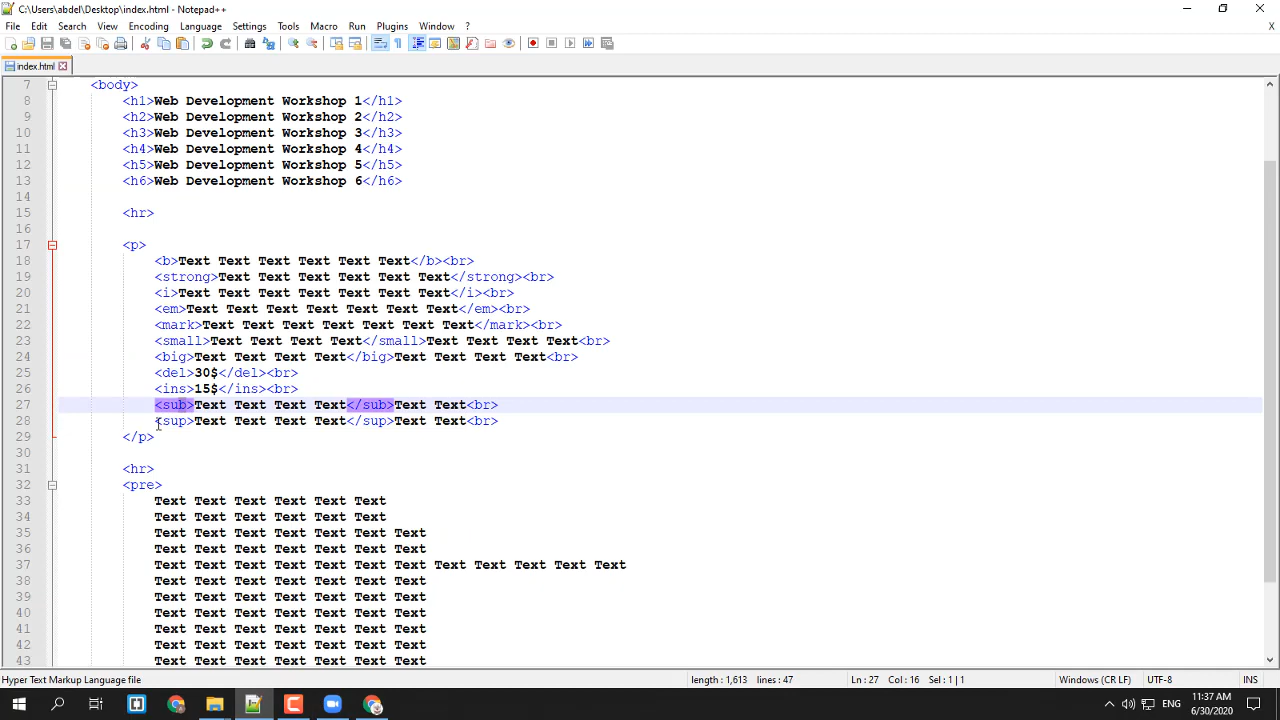 C:\Users\abdel\Desktop\index.html - Notepad++
File Edit Search View Encoding Language Settings Tools Macro Run Plugins Window ?
X
index.html
7 <body>
8 <h1>Web Development Workshop 1</h1>
9 <h2>Web Development Workshop 2</h2>
10 <h3>Web Development Workshop 3</h3>
11 <h4>Web Development Workshop 4</h4>
12 <h5>Web Development Workshop 5</h5>
13 <h6>Web Development Workshop 6</h6>
14
15 <hr>
16
17 <p>
18 <b>Text Text Text Text Text Text</b><br>
19 <strong>Text Text Text Text Text Text</strong><br>
20 <i>Text Text Text Text Text Text Text</i><br>
21 <em>Text Text Text Text Text Text Text</em><br>
22 <mark>Text Text Text Text Text Text Text</mark><br>
23 <small>Text Text Text Text</small>Text Text Text Text<br>
24 <big>Text Text Text Text</big>Text Text Text Text<br>
25 <del>30$</del><br>
26 <ins>15$</ins><br>
27 <sub>Text Text Text Text</sub>Text Text<br>
28 <sup>Text Text Text Text</sup>Text Text<br>
29 </p>
30
31 <hr>
32 <pre>
33 Text Text Text Text Text Text
34 Text Text Text Text Text Text
35 Text Text Text Text Text Text Text
36 Text Text Text Text Text Text Text
37 Text Text Text Text Text Text Text Text Text Text Text Text
38 Text Text Text Text Text Text Text
39 Text Text Text Text Text Text Text
40 Text Text Text Text Text Text Text
41 Text Text Text Text Text Text Text
42 Text Text Text Text Text Text Text
43 Text Text Text Text Text Text Text
Hyper Text Markup Language file length : 1,613 lines : 47 Ln : 27 Col : 16 Sel : 1 | 1 Windows (CR LF) UTF-8 INS
ENG 11:37 AM
6/30/2020